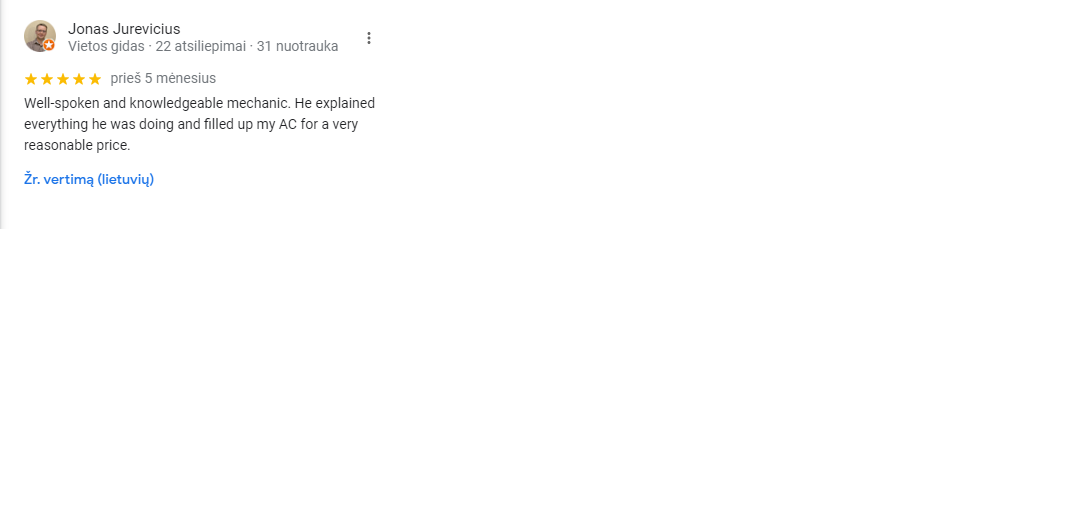 Jonas Jurevicius
Vietos gidas · 22 atsiliepimai · 31 nuotrauka
prieš 5 mėnesius
Well-spoken and knowledgeable mechanic. He explained
everything he was doing and filled up my AC for a very
reasonable price.
Žr. vertimą (lietuvių)